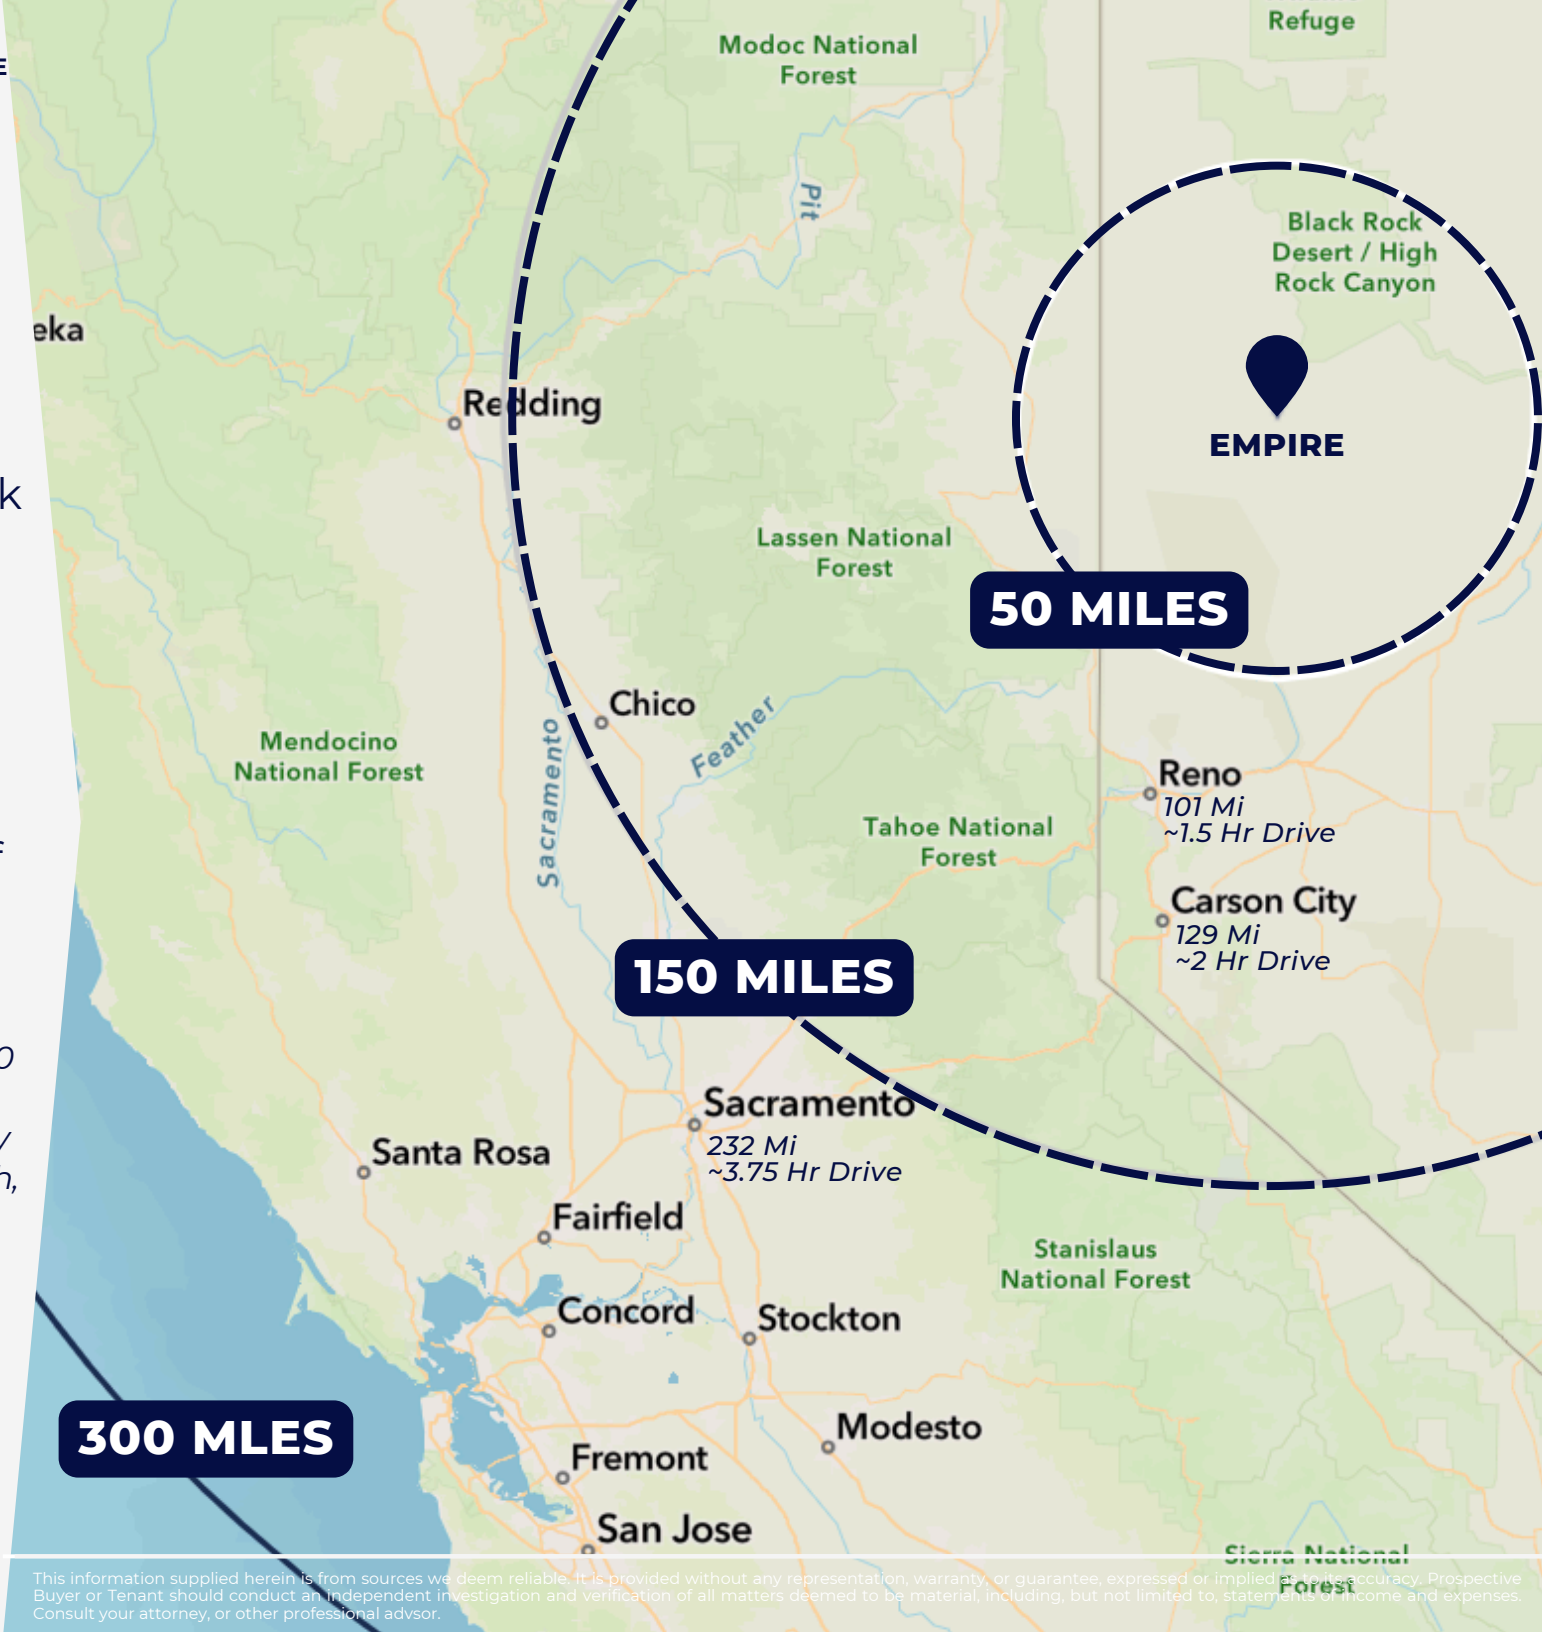 Refuge
Modoc National
Forest
E
Pit
Black Rock
Desert / High
Rock Canyon
eka
Redding
EMPIRE
k
Lassen National
Forest
50 MILES
Chico
Feather
Sacramento
Mendocino
National Forest
Reno
101 Mi
~1.5 Hr Drive
Tahoe National
Forest
Carson City
129 Mi
~2 Hr Drive
150 MILES
0
Sacramento
232 Mi
~3.75 Hr Drive
Santa Rosa
y
h,
Fairfield
Stanislaus
National Forest
Concord
Stockton
300 MLES
Modesto
Fremont
San Jose
Sierra National
Forest
This information supplied herein is from sources we deem reliable. It is provided without any representation, warranty, or guarantee, expressed or implied as to its accuracy. Prospective
Buyer or Tenant should conduct an independent investigation and verification of all matters deemed to be material, including, but not limited to, statements of income and expenses.
Consult your attorney, or other professional advsor.